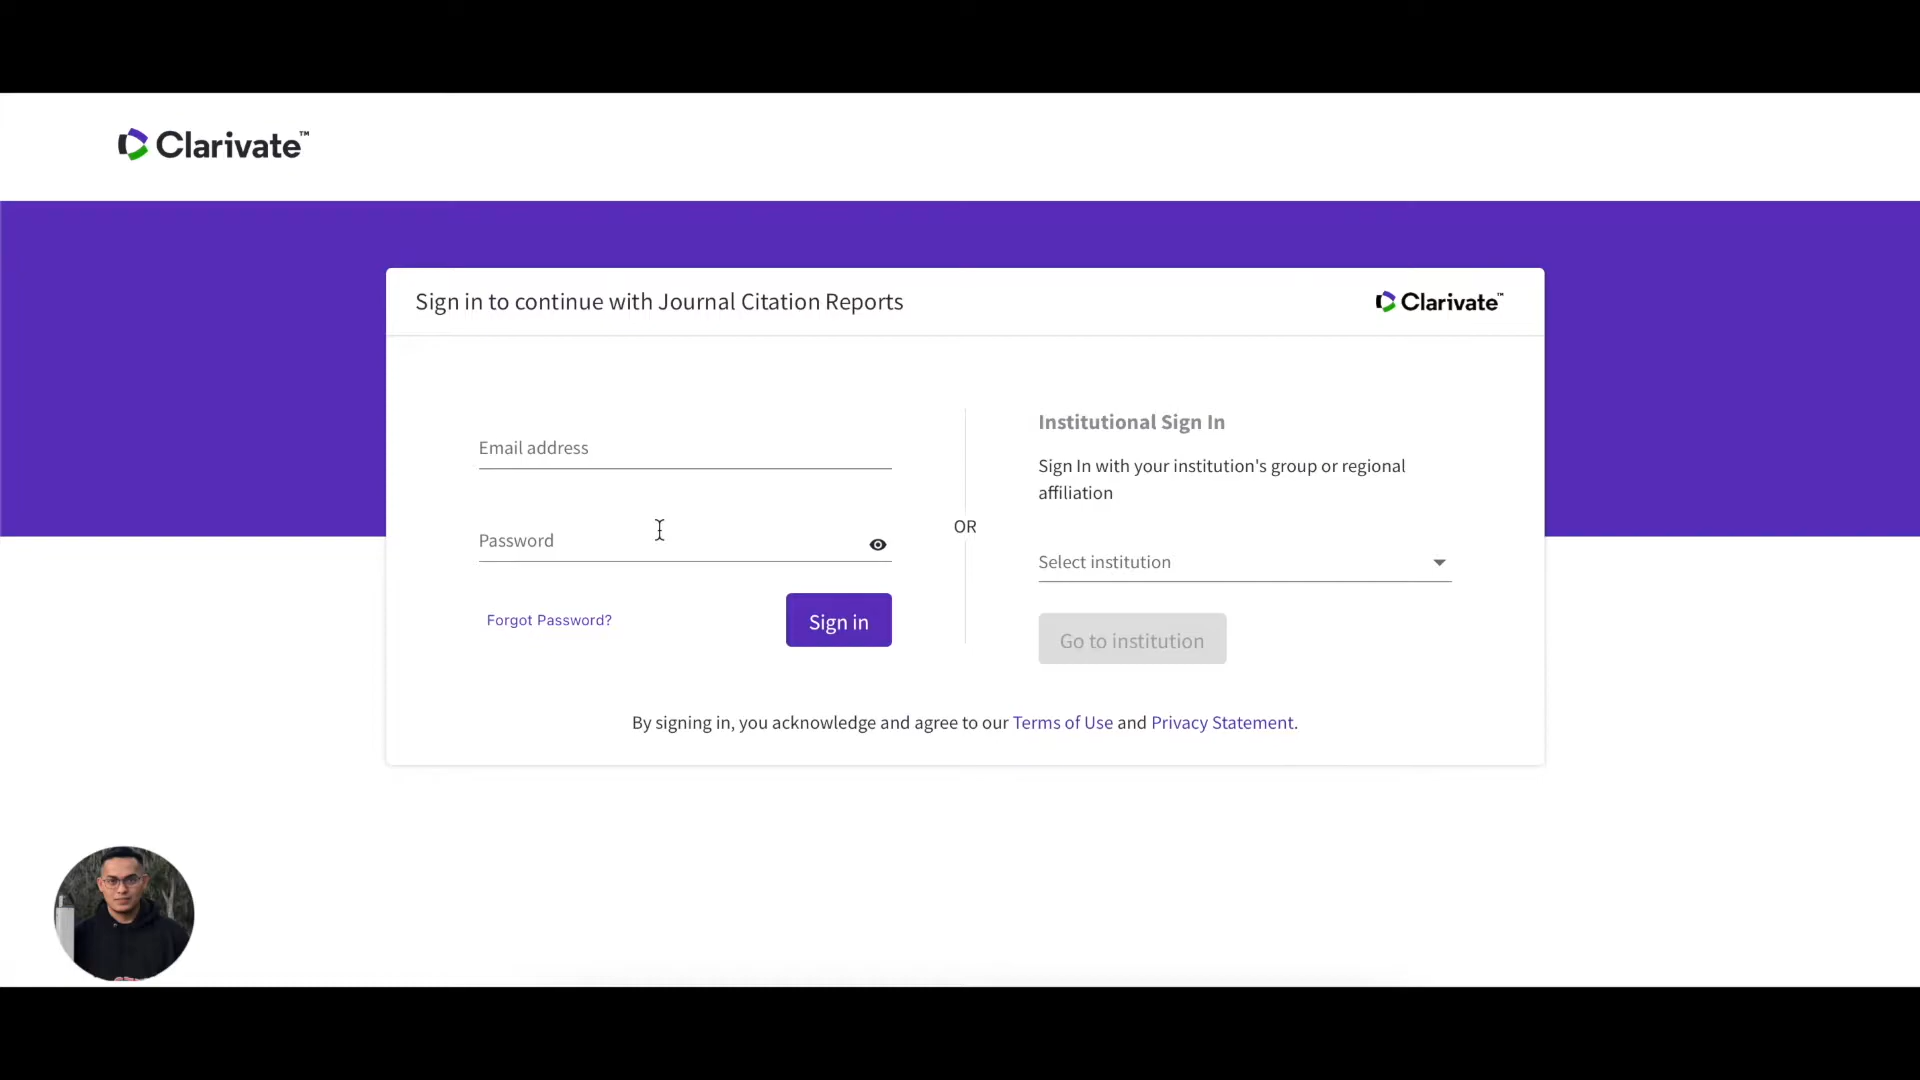 Clarivate™
Sign in to continue with Journal Citation Reports
Clarivate™
Email address
Password
Forgot Password?
Sign in
OR
Institutional Sign In
Sign In with your institution's group or regional
affiliation
Select institution
Go to institution
By signing in, you acknowledge and agree to our Terms of Use and Privacy Statement.